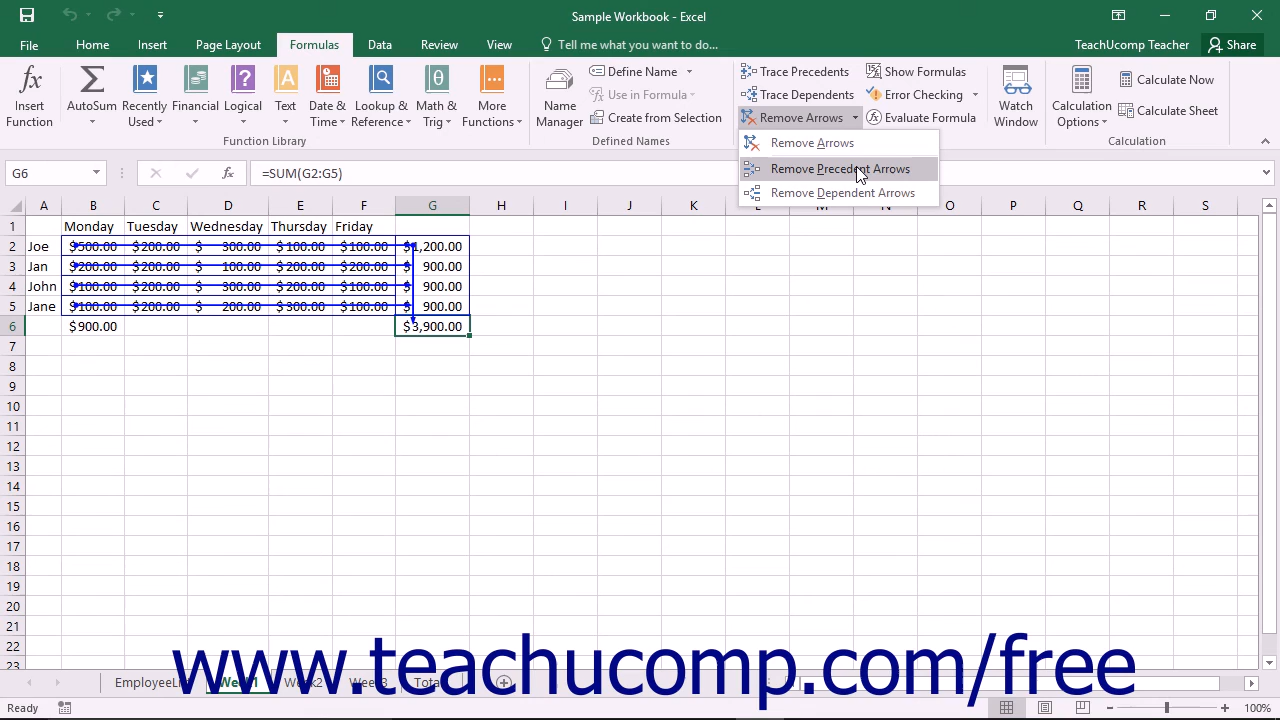 Sample Workbook - Excel
File Home Insert Page Layout Formulas Data Review View Tell me what you want to do... TeachUcomp Teacher Share
Insert Function
AutoSum
Recently Used
Financial
Logical
Text
Date & Time
Lookup & Reference
Math & Trig
More Functions
Function Library
Name Manager
Define Name
Use in Formula
Create from Selection
Defined Names
Trace Precedents
Trace Dependents
Remove Arrows
Show Formulas
Error Checking
Evaluate Formula
Watch Window
Calculation Options
Calculate Now
Calculate Sheet
Calculation
Remove Arrows
Remove Precedent Arrows
Remove Dependent Arrows
G6 fx =SUM(G2:G5)
A B C D E F G H I J K L M N O P Q R S
1 Monday Tuesday Wednesday Thursday Friday
2 Joe $500.00 $200.00 $ 300.00 $100.00 $100.00 $1,200.00
3 Jan $200.00 $200.00 $ 100.00 $200.00 $200.00 $ 900.00
4 John $100.00 $200.00 $ 300.00 $200.00 $100.00 $ 900.00
5 Jane $100.00 $200.00 $ 200.00 $300.00 $100.00 $ 900.00
6 $900.00 $3,900.00
7
8
9
10
11
12
13
14
15
16
17
18
19
20
21
22
23
www.teachucomp.com/free
Ready 100%